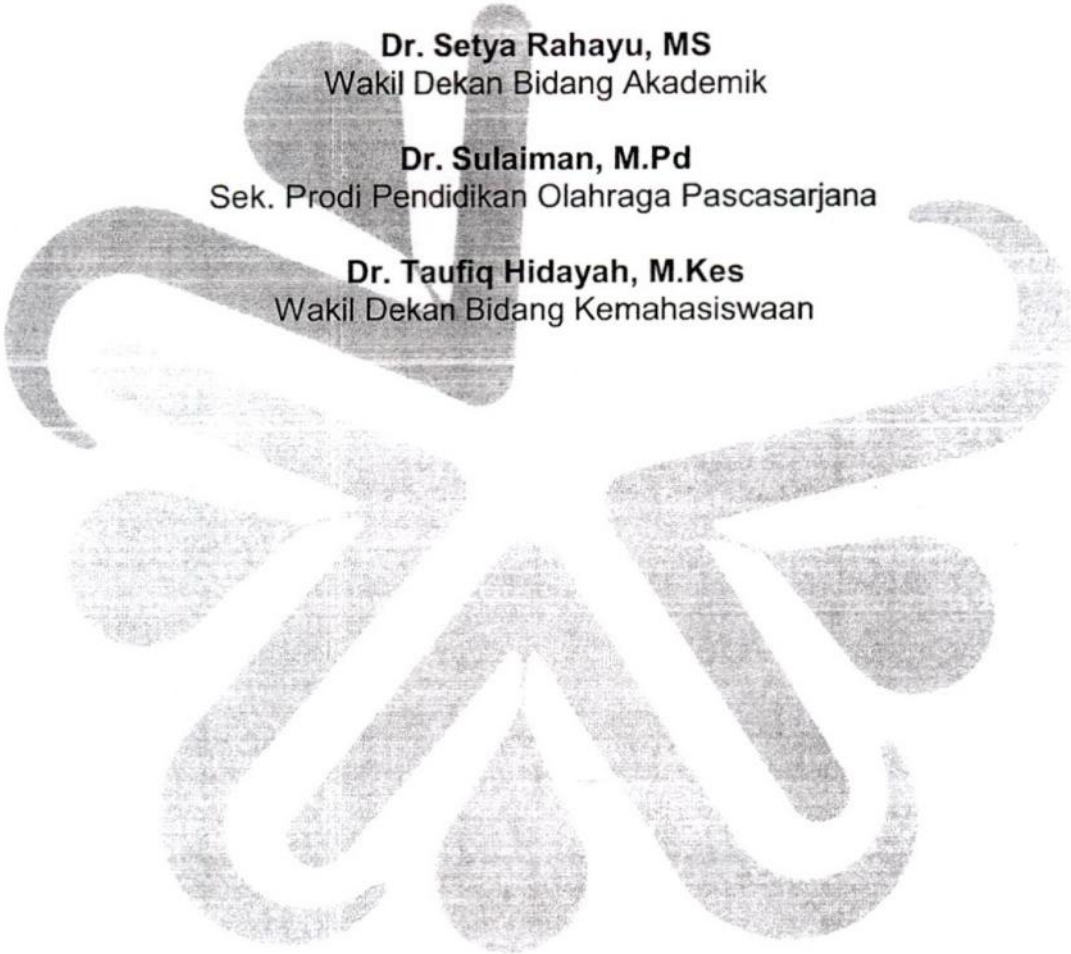 Dr. Setya Rahayu, MS
Wakil Dekan Bidang Akademik
Dr. Sulaiman, M.Pd
Sek. Prodi Pendidikan Olahraga Pascasarjana
Dr. Taufiq Hidayah, M.Kes
Wakil Dekan Bidang Kemahasiswaan